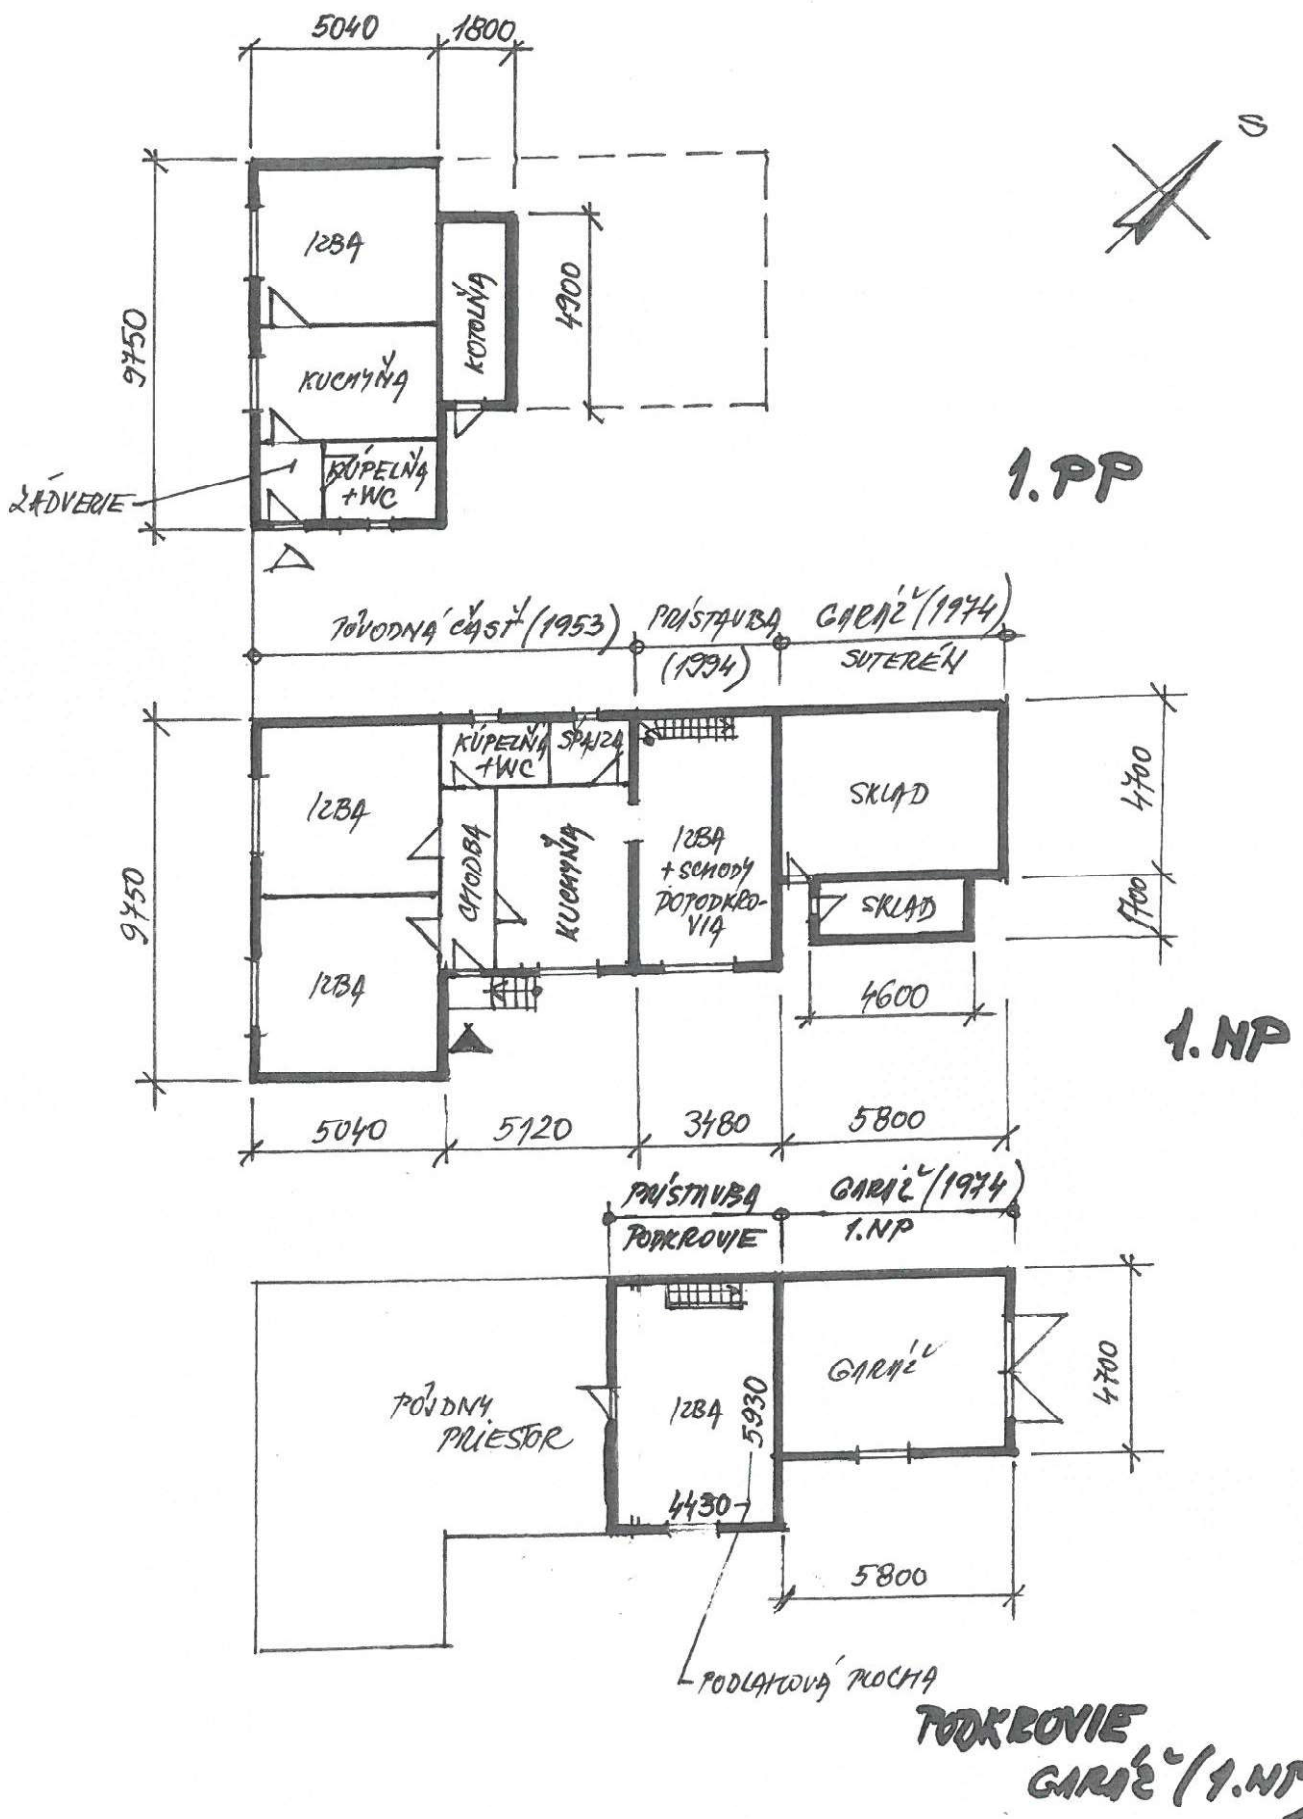 5040 1800
S
IZBA
KOTOLŇA
4900
9750
KUCHYŇA
KÚPELŇA
+WC
ZÁDVERIE
1.PP
PÔVODNÁ ČASŤ (1953)
PRÍSTAVBA
(1994)
GARÁŽ (1974)
SUTERÉN
KÚPELŇA
+WC
ŠPAJZA
IZBA
CHODBA
KUCHYŇA
IZBA
+ SCHODY
DO PODKRO-
VIA
SKLAD
4700
SKLAD
1700
9750
IZBA
4600
1.NP
5040 5120 3480 5800
PRÍSTAVBA
PODKROVIE
GARÁŽ (1974)
1.NP
PÔJDNY
PRIESTOR
IZBA
5930
4430
GARÁŽ
4700
5800
PODLAHOVÁ PLOCHA
PODKROVIE
GARÁŽ (1.NP